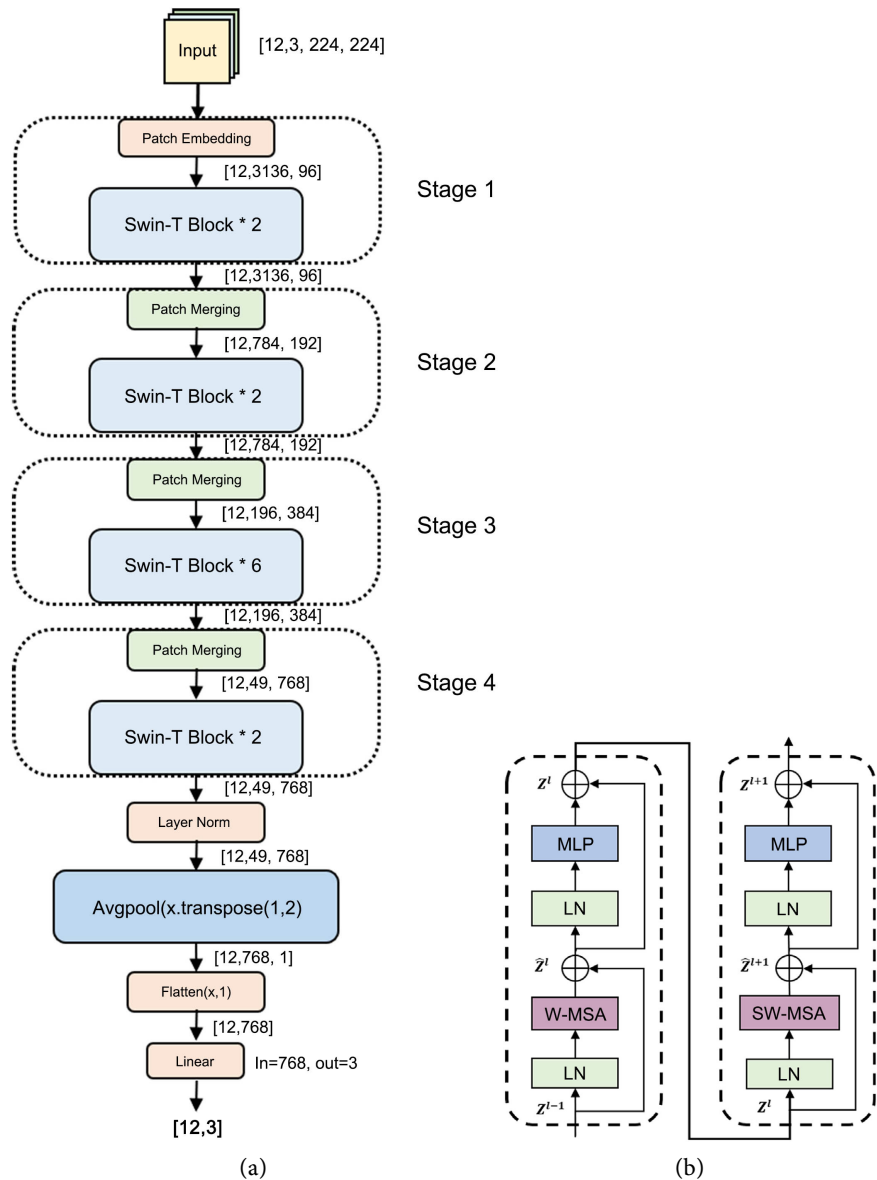 Input [12,3, 224, 224]
Patch Embedding
[12,3136, 96]
Stage 1
Swin-T Block * 2
[12,3136, 96]
Patch Merging
[12,784, 192]
Stage 2
Swin-T Block * 2
[12,784, 192]
Patch Merging
[12,196, 384]
Stage 3
Swin-T Block * 6
[12,196, 384]
Patch Merging
[12,49, 768]
Stage 4
Swin-T Block * 2
[12,49, 768]
Layer Norm
[12,49, 768]
Avgpool(x.transpose(1,2)
[12,768, 1]
Flatten(x,1)
[12,768]
Linear In=768, out=3
[12,3]
(a)
Z^l
MLP
LN
Ẑ^l
W-MSA
LN
Z^{l−1}
Z^{l+1}
MLP
LN
Ẑ^{l+1}
SW-MSA
LN
Z^l
(b)